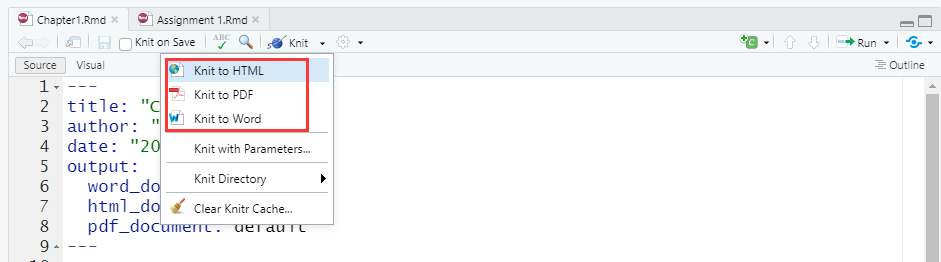 Chapter1.Rmd Assignment 1.Rmd
Knit on Save ABC Knit Run
Source Visual Outline
Knit to HTML
Knit to PDF
Knit to Word
Knit with Parameters...
Knit Directory
Clear Knitr Cache...
1 ---
2 title: "C
3 author: "
4 date: "20
5 output:
6 word_do
7 html_do
8 pdf_document: default
9 ---
10